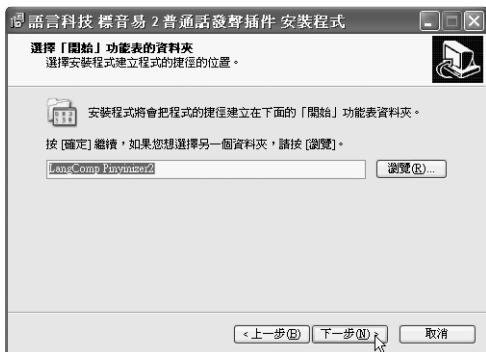 語言科技 標音易 2 普通話發聲插件 安裝程式
選擇「開始」功能表的資料夾
選擇安裝程式建立程式的捷徑的位置。
安裝程式將會把程式的捷徑建立在下面的「開始」功能表資料夾。
按 [確定] 繼續，如果您想選擇另一個資料夾，請按 [瀏覽]。
LangComp Pinyinizer2
瀏覽(R)...
<上一步(B)
下一步(N)>
取消